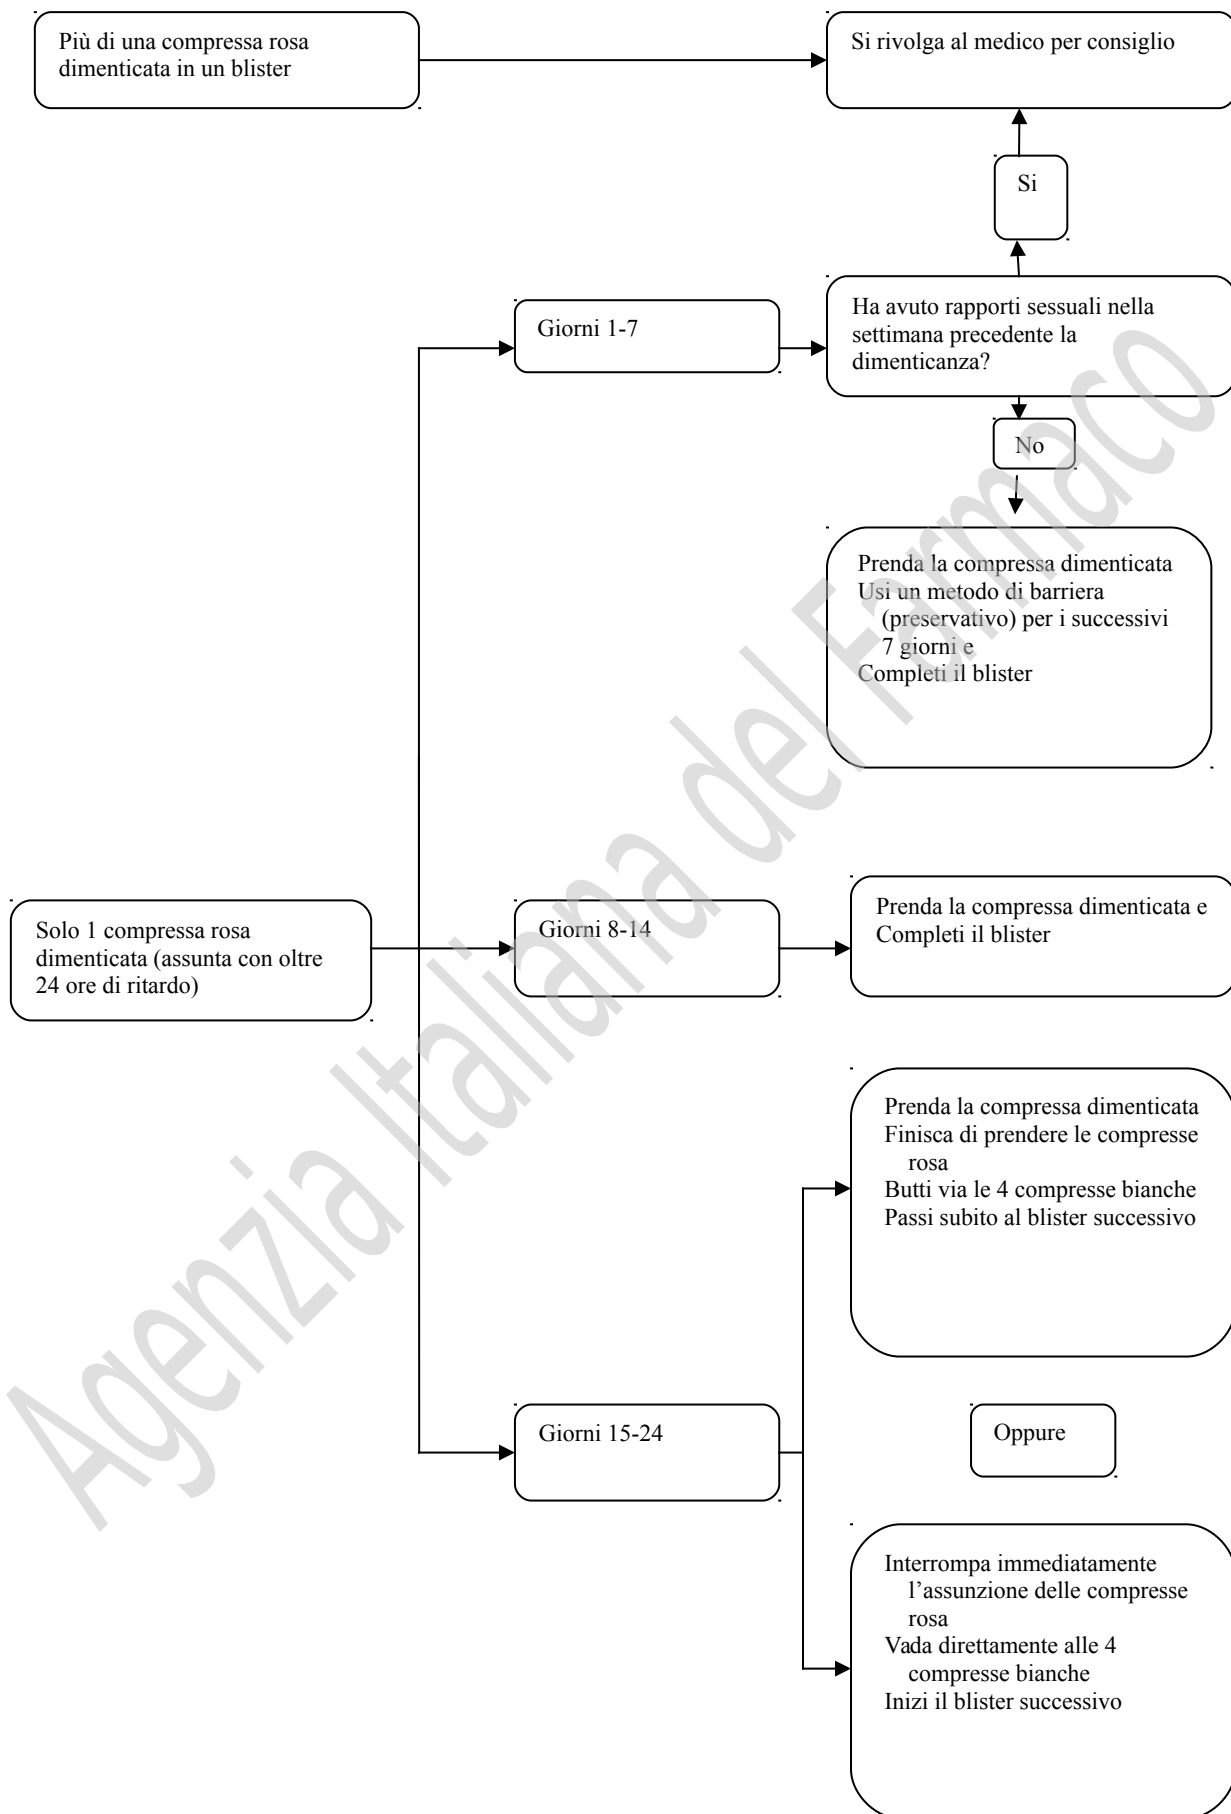 Più di una compressa rosa
dimenticata in un blister
Si rivolga al medico per consiglio
Si
Ha avuto rapporti sessuali nella
settimana precedente la
dimenticanza?
Giorni 1-7
No
Prenda la compressa dimenticata
Usi un metodo di barriera
(preservativo) per i successivi
7 giorni e
Completi il blister
Solo 1 compressa rosa
dimenticata (assunta con oltre
24 ore di ritardo)
Giorni 8-14
Prenda la compressa dimenticata e
Completi il blister
Prenda la compressa dimenticata
Finisca di prendere le compresse
rosa
Butti via le 4 compresse bianche
Passi subito al blister successivo
Giorni 15-24
Oppure
Interrompa immediatamente
l’assunzione delle compresse
rosa
Vada direttamente alle 4
compresse bianche
Inizi il blister successivo
Agenzia Italiana del Farmaco